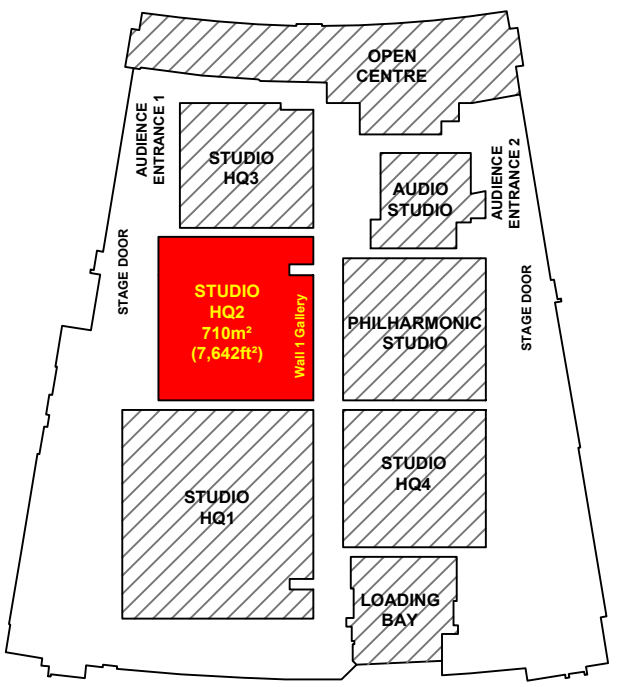 OPEN
CENTRE
AUDIENCE
ENTRANCE 1
STUDIO
HQ3
AUDIO
STUDIO
AUDIENCE
ENTRANCE 2
STAGE DOOR
STUDIO
HQ2
710m²
(7,642ft²)
Wall 1 Gallery
PHILHARMONIC
STUDIO
STAGE DOOR
STUDIO
HQ1
STUDIO
HQ4
LOADING
BAY